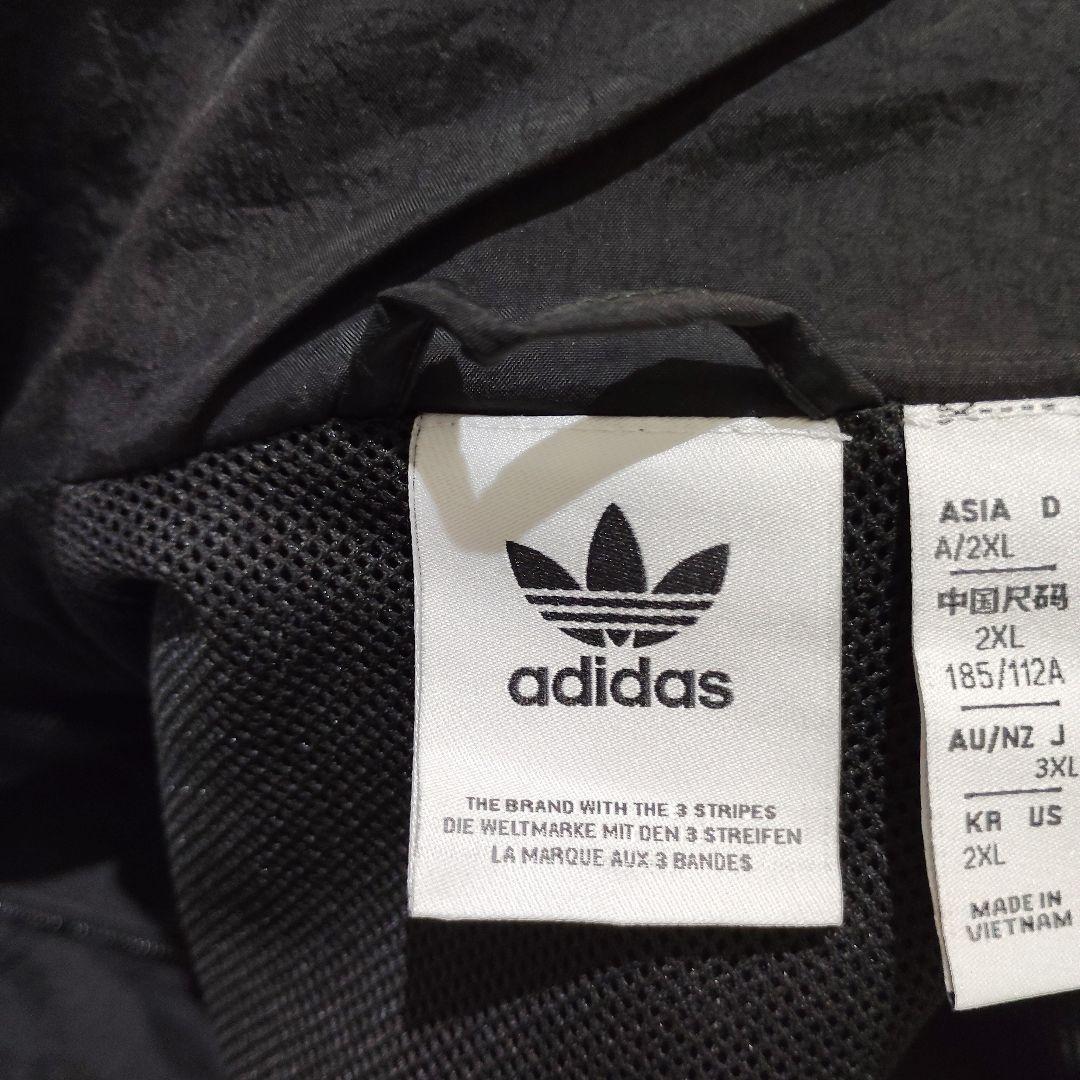 adidas
THE BRAND WITH THE 3 STRIPES
DIE WELTMARKE MIT DEN 3 STREIFEN
LA MARQUE AUX 3 BANDES
ASIA D
A/2XL
中国尺码
2XL
185/112A
AU/NZ J
3XL
KR US
2XL
MADE IN
VIETNAM